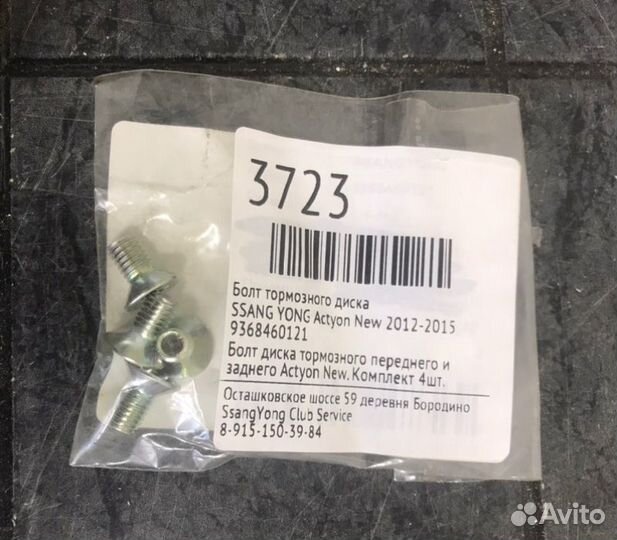 3723
Болт тормозного диска
SSANG YONG Actyon New 2012-2015
9368460121
Болт диска тормозного переднего и
заднего Actyon New. Комплект 4шт.
Осташковское шоссе 59 деревня Бородино
SsangYong Club Service
8-915-150-39-84
Avito